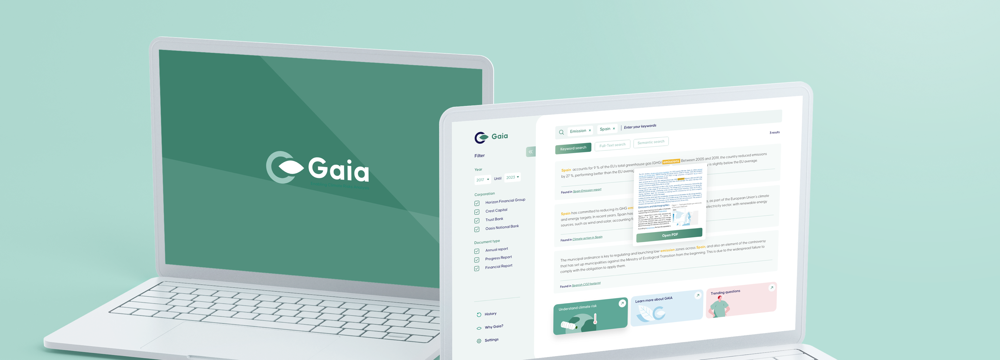 Gaia
Enabling Climate Risks Analysis
Gaia
Filter
Year
2017 Until 2023
Corporation
Horizon Financial Group
Crest Capital
Trust Bank
Oasis National Bank
Document type
Annual report
Progress Report
Financial Report
History
Why Gaia?
Settings
Emission × Spain × Enter your keywords
Keyword search Full-Text search Semantic search
3 results
Spain accounts for 9 % of the EU's total greenhouse gas (GHG) emissions Between 2005 and 2019, the country reduced emissions
by 27 %, performing better than the EU averag y is slightly below the EU average.
Found in Spain Emission report
Spain has committed to reducing its GHG em s, as part of the European Union's climate
and energy targets. In recent years, Spain has electricity sector, with renewable energy
sources, such as wind and solar, accounting fo
Found in Climate action in Spain
Emissions and demographics
Open PDF
The municipal ordinance is key to regulating and launching low-emission zones across Spain, and also an element of the controversy
that has set up municipalities against the Ministry of Ecological Transition from the beginning. This is due to the widespread failure to
comply with the obligation to apply them.
Found in Spanish CO2 footprint
Understand climate risk
Learn more about GAIA
Trending questions